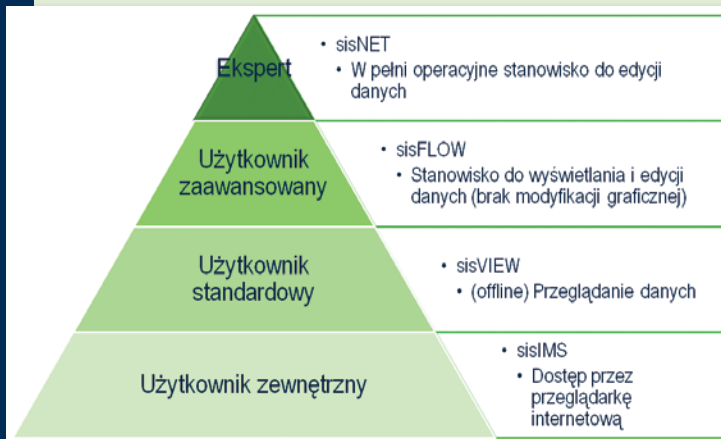 Ekspert
• sisNET
• W pełni operacyjne stanowisko do edycji
danych
Użytkownik
zaawansowany
• sisFLOW
• Stanowisko do wyświetlania i edycji
danych (brak modyfikacji graficznej)
Użytkownik
standardowy
• sisVIEW
• (offline) Przeglądanie danych
Użytkownik zewnętrzny
• sisIMS
• Dostęp przez
przeglądarkę
internetową